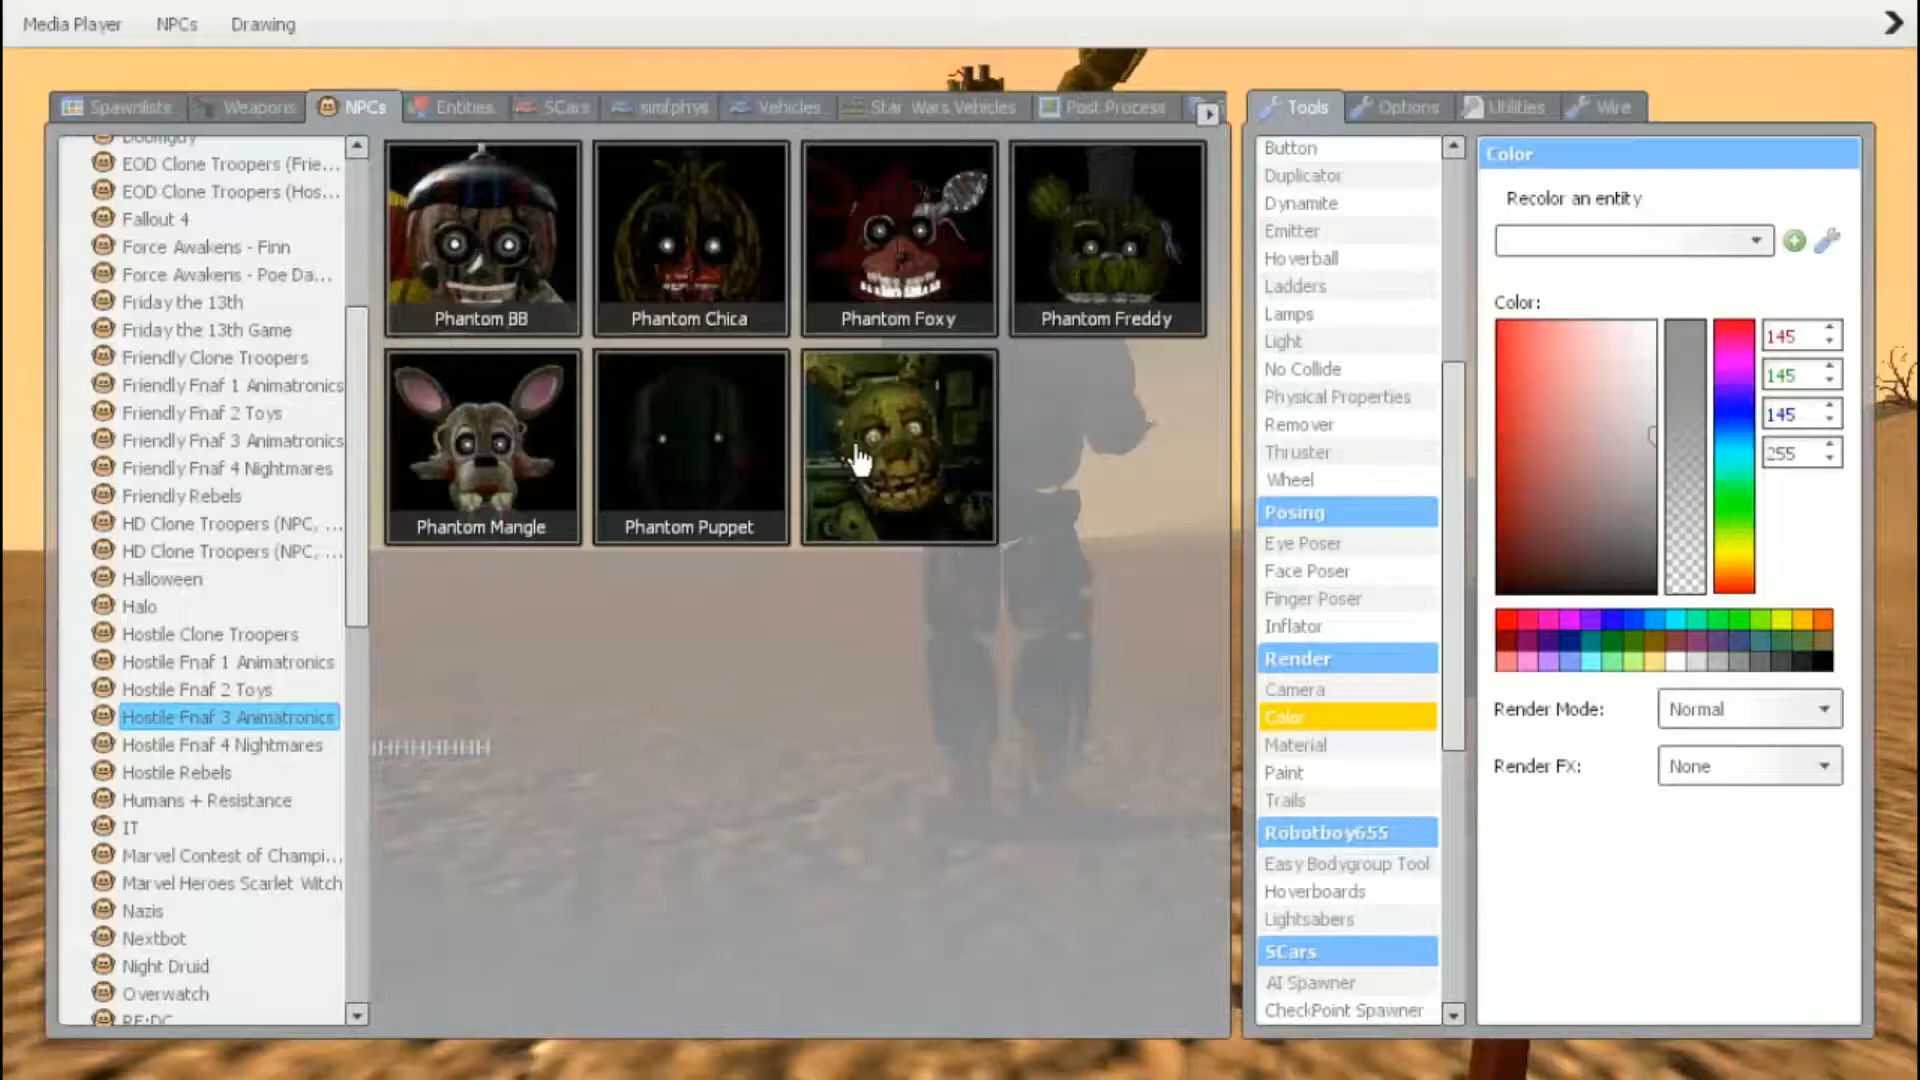 Media Player NPCs Drawing
Spawnlists Weapons NPCs Entities SCars simfphys Vehicles Star Wars Vehicles Post Process
Doomguy
EOD Clone Troopers (Frie...
EOD Clone Troopers (Hos...
Fallout 4
Force Awakens - Finn
Force Awakens - Poe Da...
Friday the 13th
Friday the 13th Game
Friendly Clone Troopers
Friendly Fnaf 1 Animatronics
Friendly Fnaf 2 Toys
Friendly Fnaf 3 Animatronics
Friendly Fnaf 4 Nightmares
Friendly Rebels
HD Clone Troopers (NPC, ...
HD Clone Troopers (NPC, ...
Halloween
Halo
Hostile Clone Troopers
Hostile Fnaf 1 Animatronics
Hostile Fnaf 2 Toys
Hostile Fnaf 3 Animatronics
Hostile Fnaf 4 Nightmares
Hostile Rebels
Humans + Resistance
IT
Marvel Contest of Champi...
Marvel Heroes Scarlet Witch
Nazis
Nextbot
Night Druid
Overwatch
RE:DC
Phantom BB Phantom Chica Phantom Foxy Phantom Freddy
Phantom Mangle Phantom Puppet
Tools Options Utilities Wire
Button
Duplicator
Dynamite
Emitter
Hoverball
Ladders
Lamps
Light
No Collide
Physical Properties
Remover
Thruster
Wheel
Posing
Eye Poser
Face Poser
Finger Poser
Inflator
Render
Camera
Color
Material
Paint
Trails
Robotboy655
Easy Bodygroup Tool
Hoverboards
Lightsabers
SCars
AI Spawner
CheckPoint Spawner
Color
Recolor an entity
Color:
145
145
145
255
Render Mode: Normal
Render FX: None